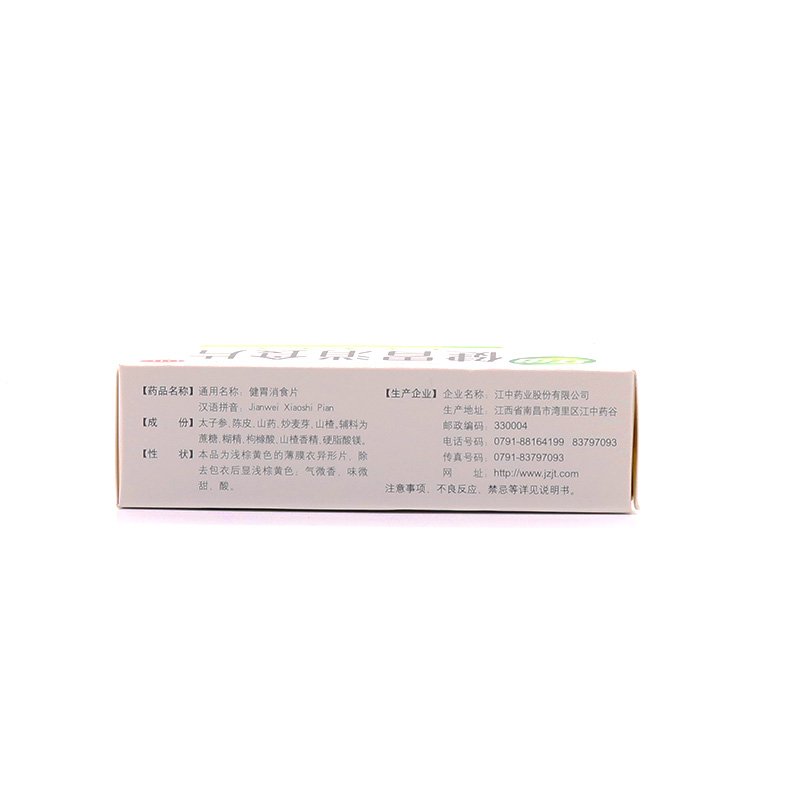 健胃消食片
【药品名称】通用名称：健胃消食片
汉语拼音：Jianwei Xiaoshi Pian
【成　份】太子参、陈皮、山药、炒麦芽、山楂。辅料为
蔗糖、糊精、枸橼酸、山楂香精、硬脂酸镁。
【性　状】本品为浅棕黄色的薄膜衣异形片，除
去包衣后显浅棕黄色；气微香，味微
甜、酸。
【生产企业】企业名称：江中药业股份有限公司
生产地址：江西省南昌市湾里区江中药谷
邮政编码：330004
电话号码：0791-88164199 83797093
传真号码：0791-83797093
网　址：http://www.jzjt.com
注意事项、不良反应、禁忌等详见说明书。